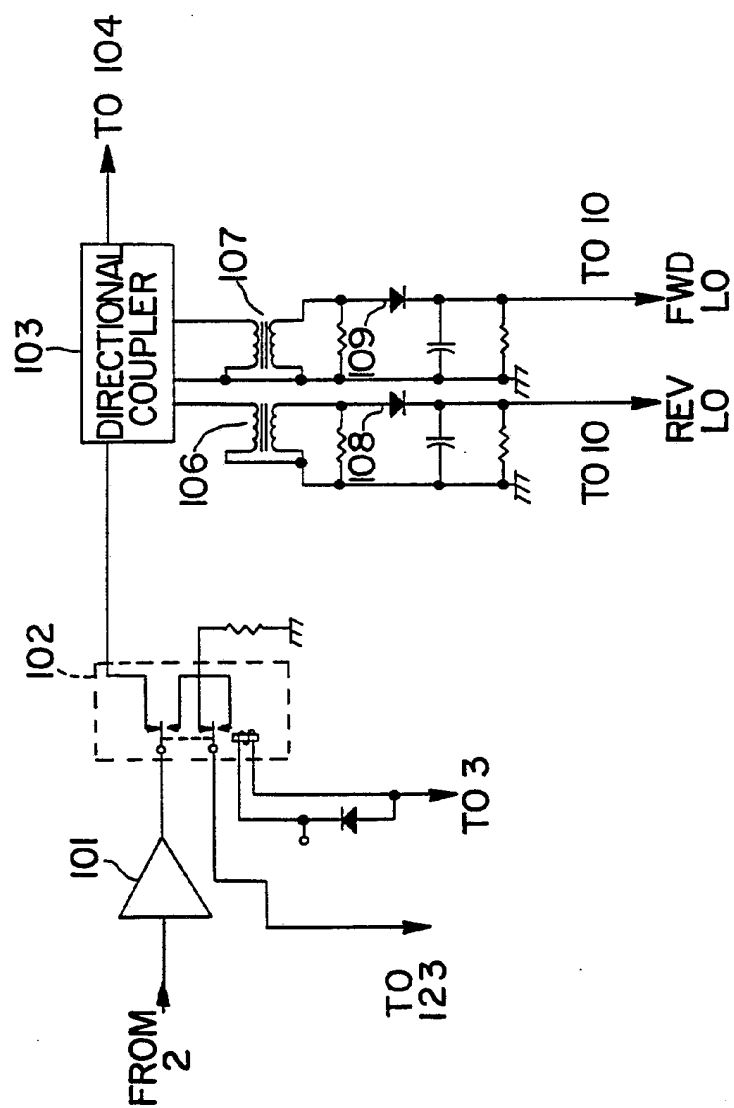 FROM
2
101
102
TO
123
TO 3
103
DIRECTIONAL
COUPLER
TO 104
106
107
108
109
TO 10
REV
LO
TO 10
FWD
LO